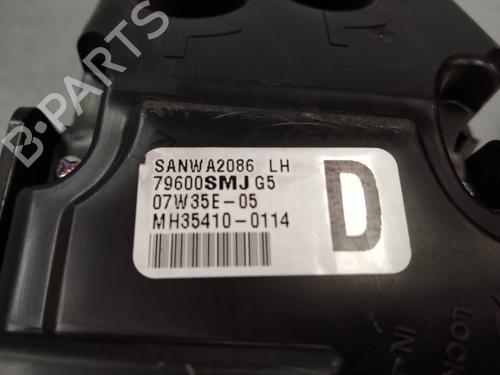 B-PARTS
SANWA2086 LH
79600SMJ G5
07W35E-05
MH35410-0114
D